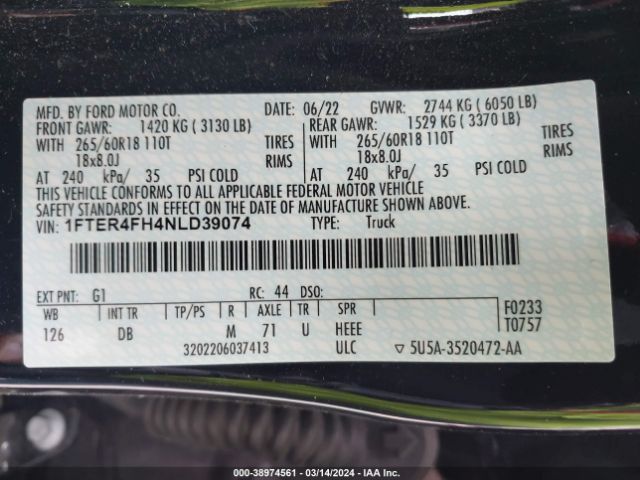 MFD. BY FORD MOTOR CO. DATE: 06/22 GVWR: 2744 KG ( 6050 LB)
FRONT GAWR: 1420 KG ( 3130 LB) REAR GAWR: 1529 KG ( 3370 LB)
WITH 265/60R18 110T TIRES WITH 265/60R18 110T TIRES
18x8.0J RIMS 18x8.0J RIMS
AT 240 kPa/ 35 PSI COLD AT 240 kPa/ 35 PSI COLD
THIS VEHICLE CONFORMS TO ALL APPLICABLE FEDERAL MOTOR VEHICLE
SAFETY STANDARDS IN EFFECT ON THE DATE OF MANUFACTURE SHOWN ABOVE.
VIN: 1FTER4FH4NLD39074 TYPE: Truck
EXT PNT: G1 RC: 44 DSO:
WB INT TR TP/PS R AXLE TR SPR F0233
126 DB M 71 U HEEE T0757
3202206037413 ULC ▽ 5U5A-3520472-AA
000-38974561 | 03/14/2024 | IAA Inc.